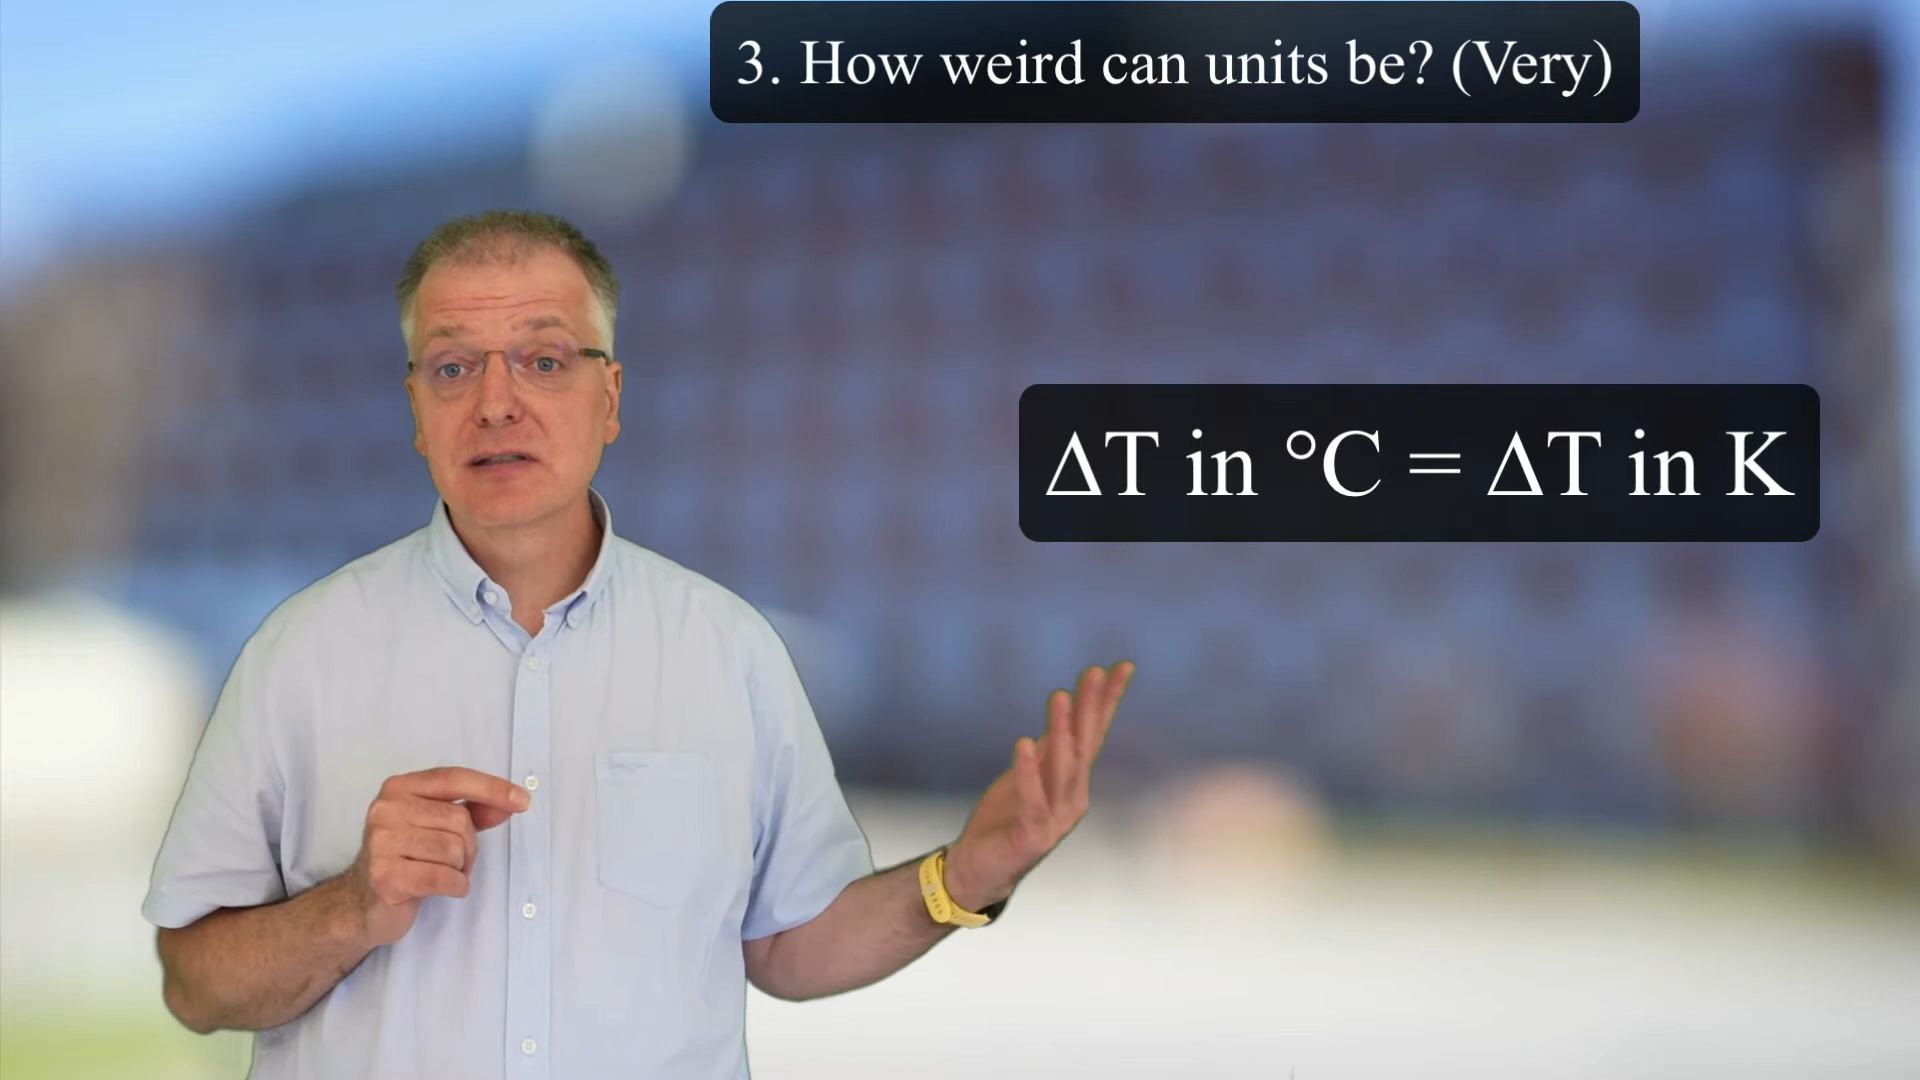 3. How weird can units be? (Very)
ΔT in °C = ΔT in K